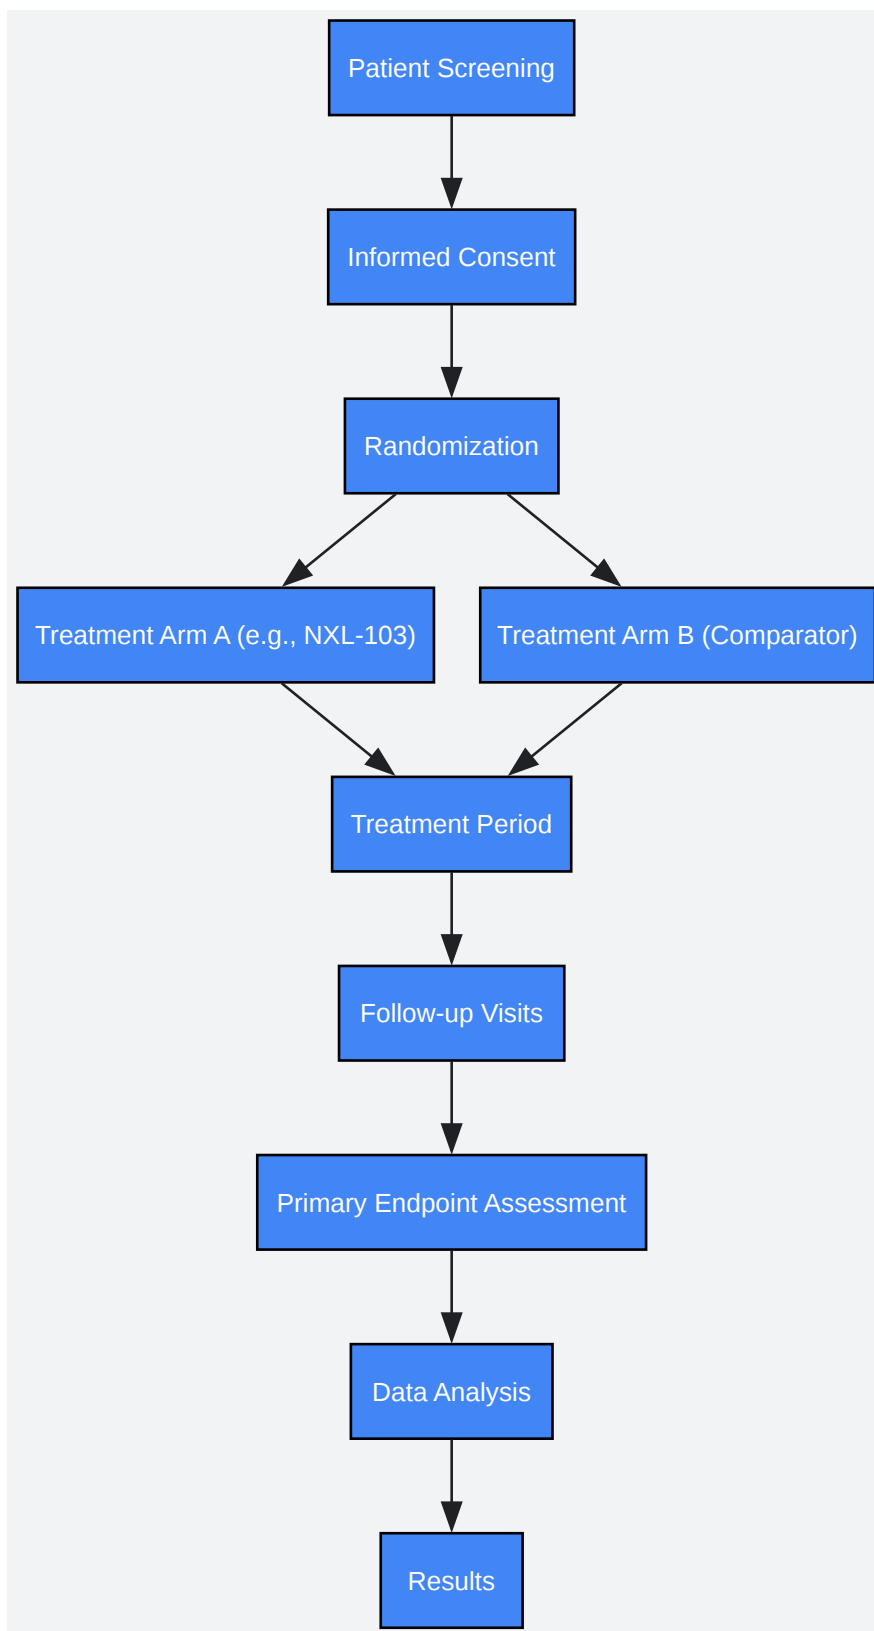 Patient Screening
Informed Consent
Randomization
Treatment Arm A (e.g., NXL-103)
Treatment Arm B (Comparator)
Treatment Period
Follow-up Visits
Primary Endpoint Assessment
Data Analysis
Results